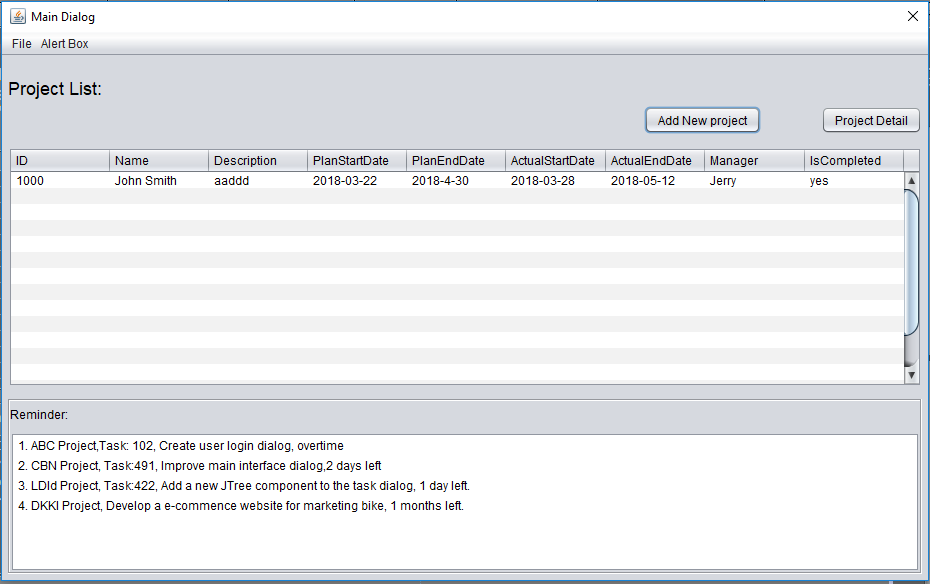 Main Dialog
File Alert Box
Project List:
Add New project Project Detail
ID Name Description PlanStartDate PlanEndDate ActualStartDate ActualEndDate Manager IsCompleted
1000 John Smith aaddd 2018-03-22 2018-4-30 2018-03-28 2018-05-12 Jerry yes
Reminder:
1. ABC Project,Task: 102, Create user login dialog, overtime
2. CBN Project, Task:491, Improve main interface dialog,2 days left
3. LDld Project, Task:422, Add a new JTree component to the task dialog, 1 day left.
4. DKKI Project, Develop a e-commence website for marketing bike, 1 months left.